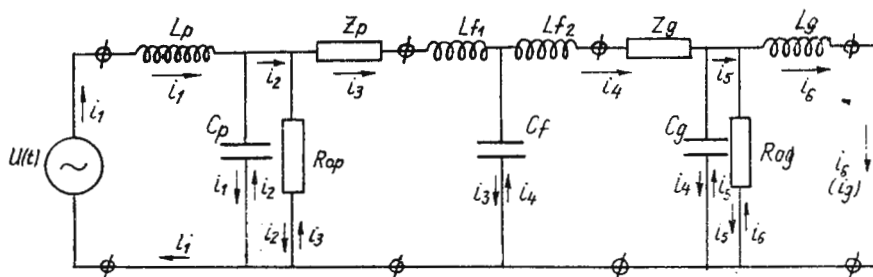 Lp Zp Lf1 Lf2 Zg Lg
i1 i2 i3 i4 i5 i6
i1
Cp Rop Cf Cg Rog
U(t)
i1 i2 i3 i4 i4 i5 i6
(ig)
i2 i3 i5 i6
i1